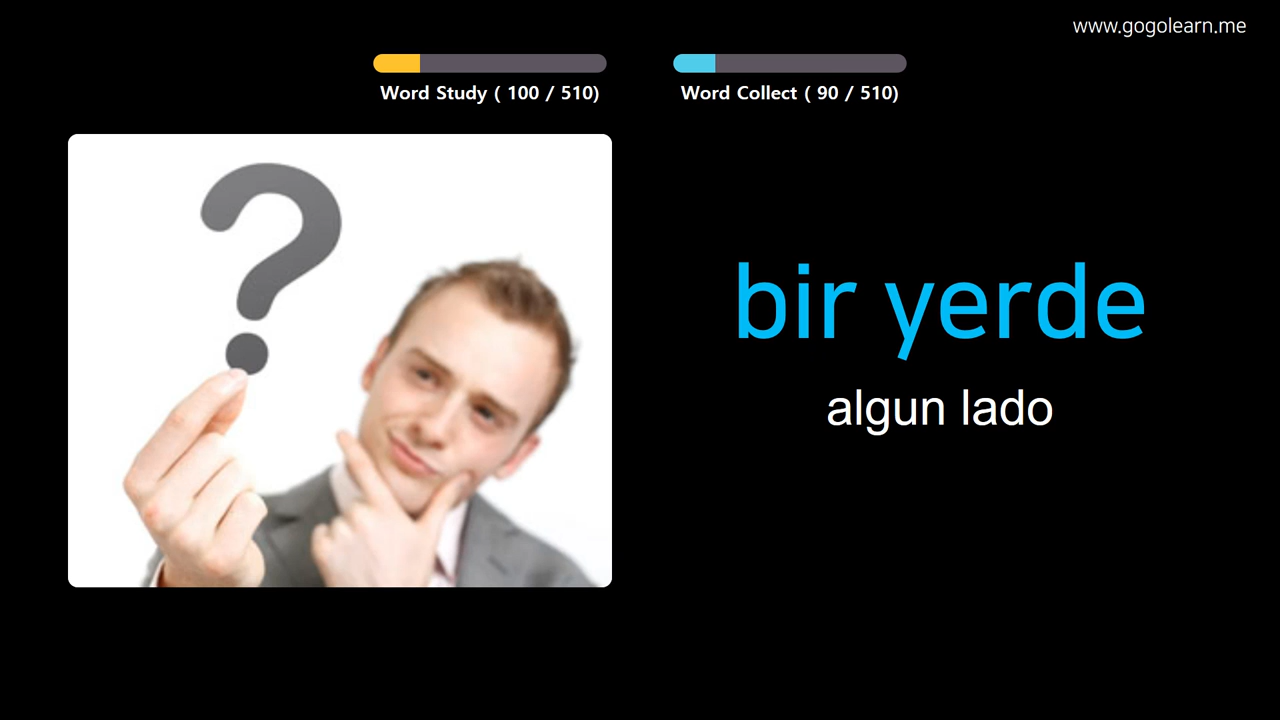 www.gogolearn.me
Word Study ( 100 / 510)
Word Collect ( 90 / 510)
bir yerde
algun lado